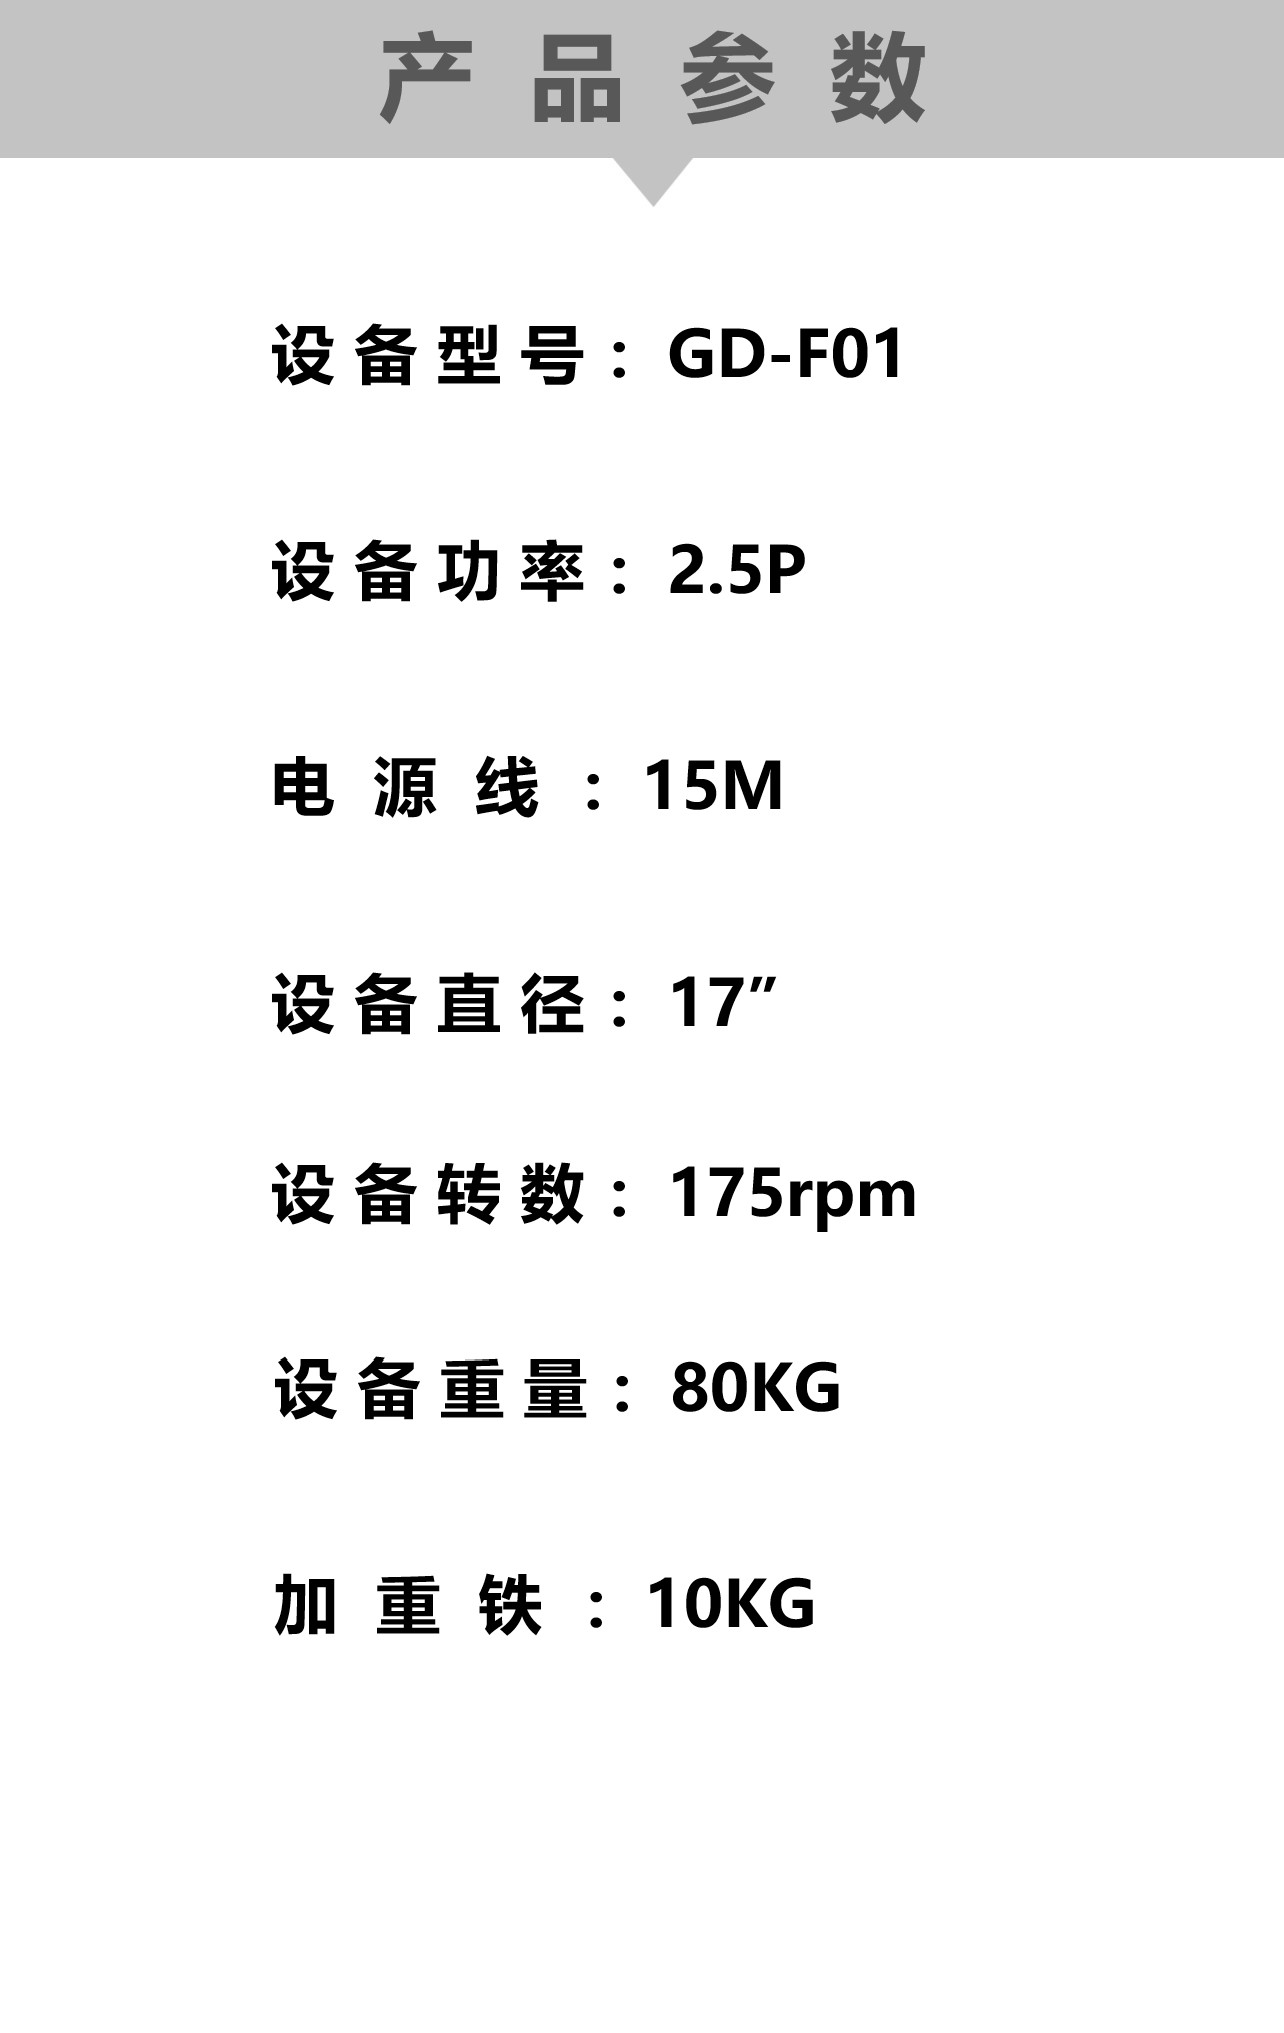 产品参数
设备型号：GD-F01
设备功率：2.5P
电源线：15M
设备直径：17″
设备转数：175rpm
设备重量：80KG
加重铁：10KG